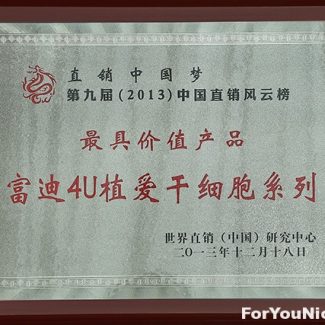 直销中国梦
第九届(2013)中国直销风云榜
最具价值产品
富迪4U植爱干细胞系列
世界直销（中国）研究中心
二〇一三年十二月十八日